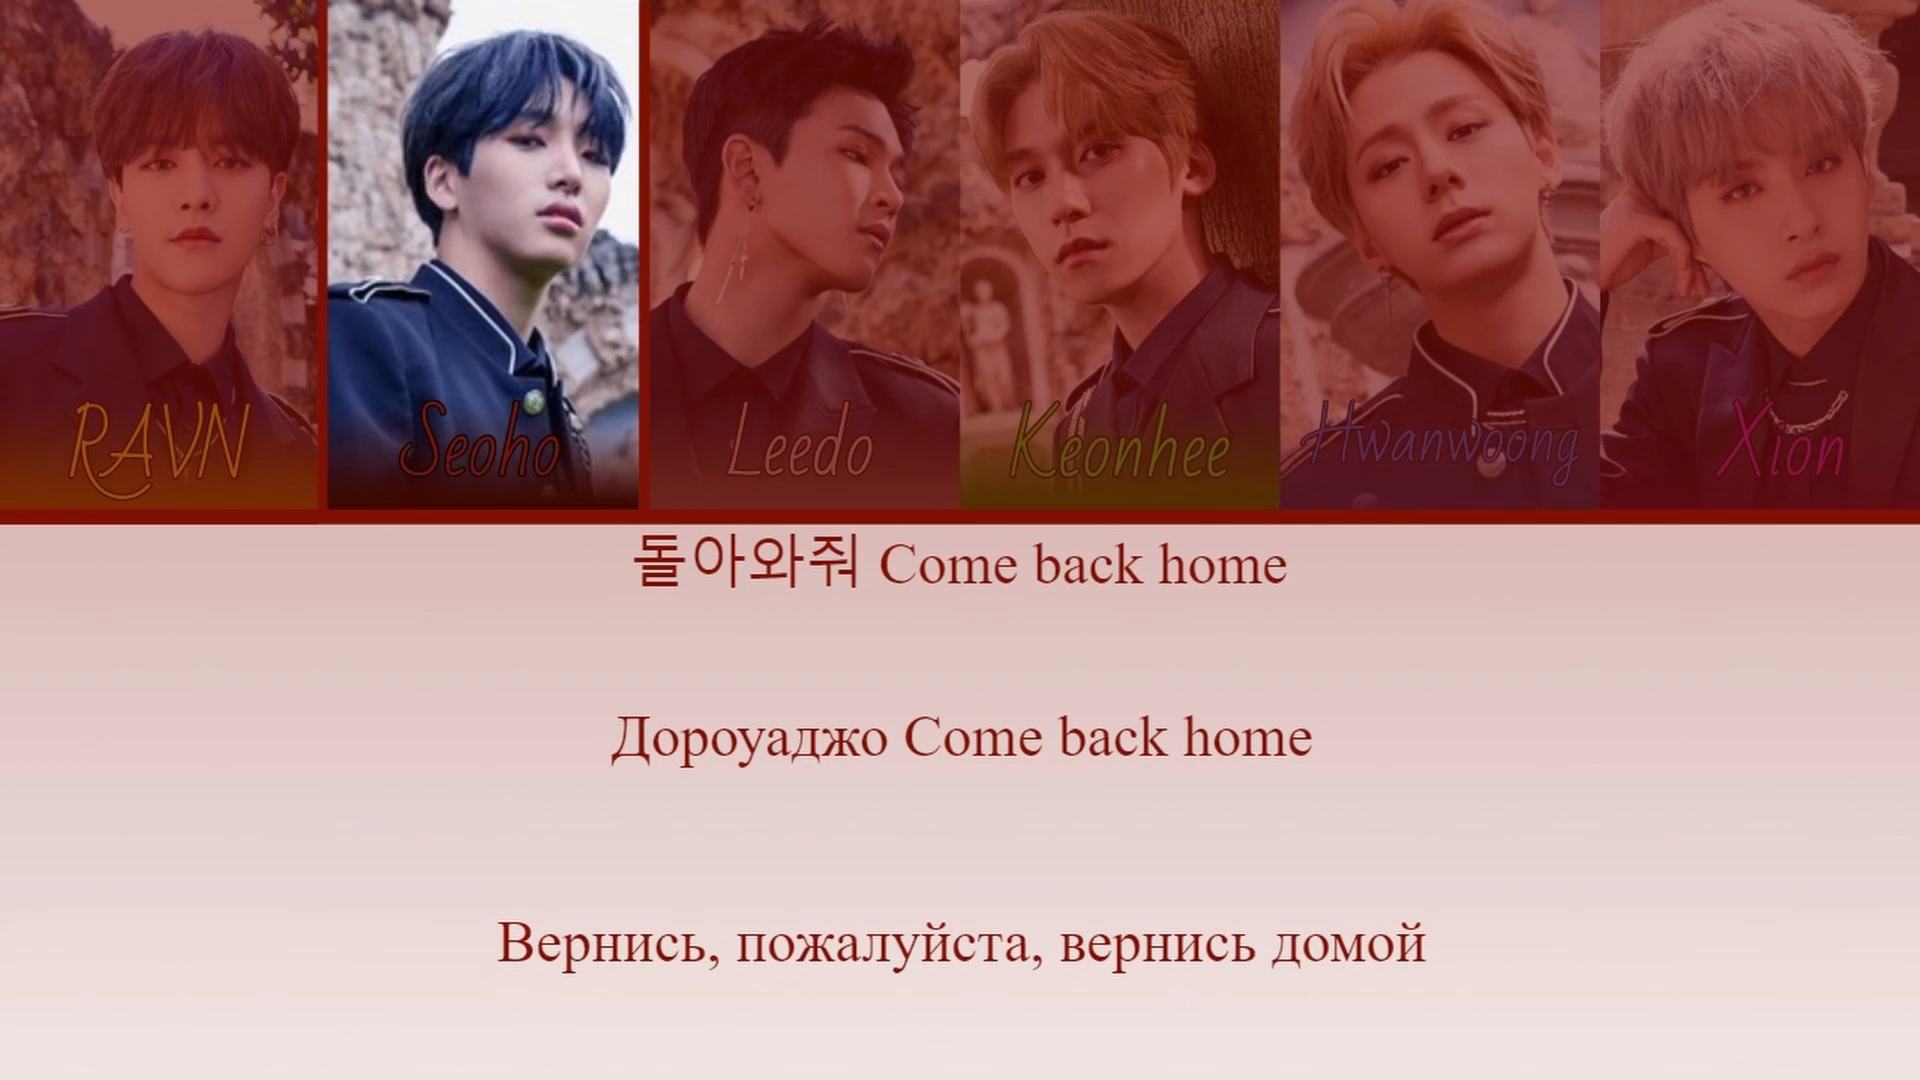 RAVN Seoho Leedo Keonhee Hwanwoong Xion
돌아와줘 Come back home
Дороуаджо Come back home
Вернись, пожалуйста, вернись домой